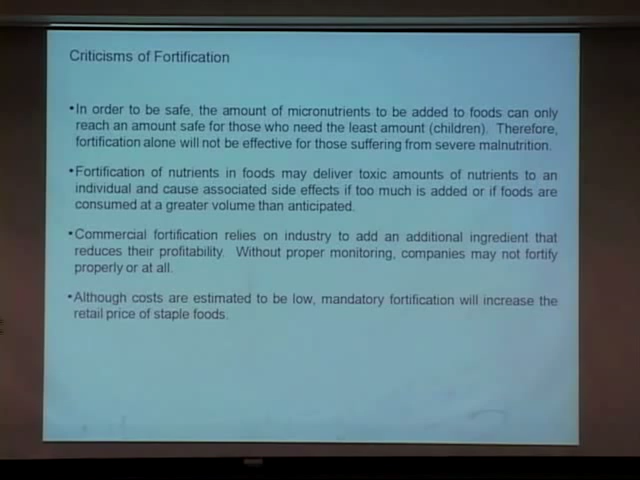 Criticisms of Fortification
•In order to be safe, the amount of micronutrients to be added to foods can only
reach an amount safe for those who need the least amount (children). Therefore,
fortification alone will not be effective for those suffering from severe malnutrition.
•Fortification of nutrients in foods may deliver toxic amounts of nutrients to an
individual and cause associated side effects if too much is added or if foods are
consumed at a greater volume than anticipated.
•Commercial fortification relies on industry to add an additional ingredient that
reduces their profitability. Without proper monitoring, companies may not fortify
properly or at all.
•Although costs are estimated to be low, mandatory fortification will increase the
retail price of staple foods.